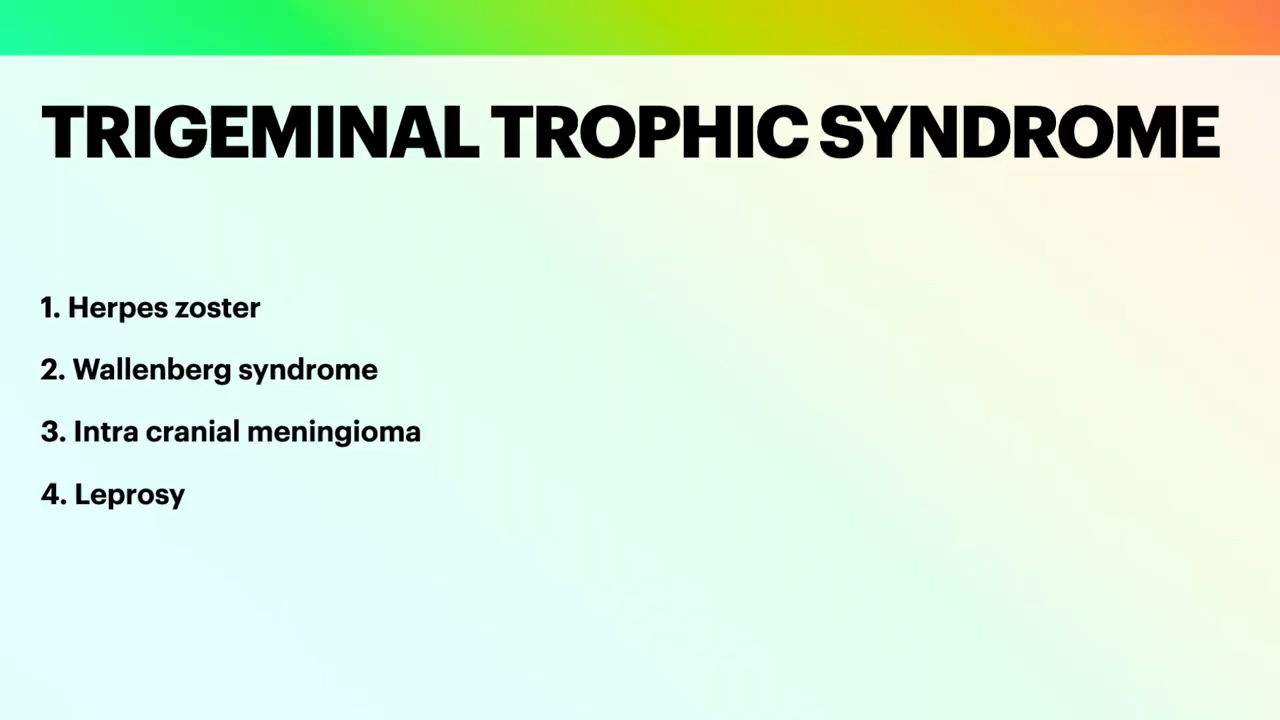 TRIGEMINAL TROPHIC SYNDROME
1. Herpes zoster
2. Wallenberg syndrome
3. Intra cranial meningioma
4. Leprosy